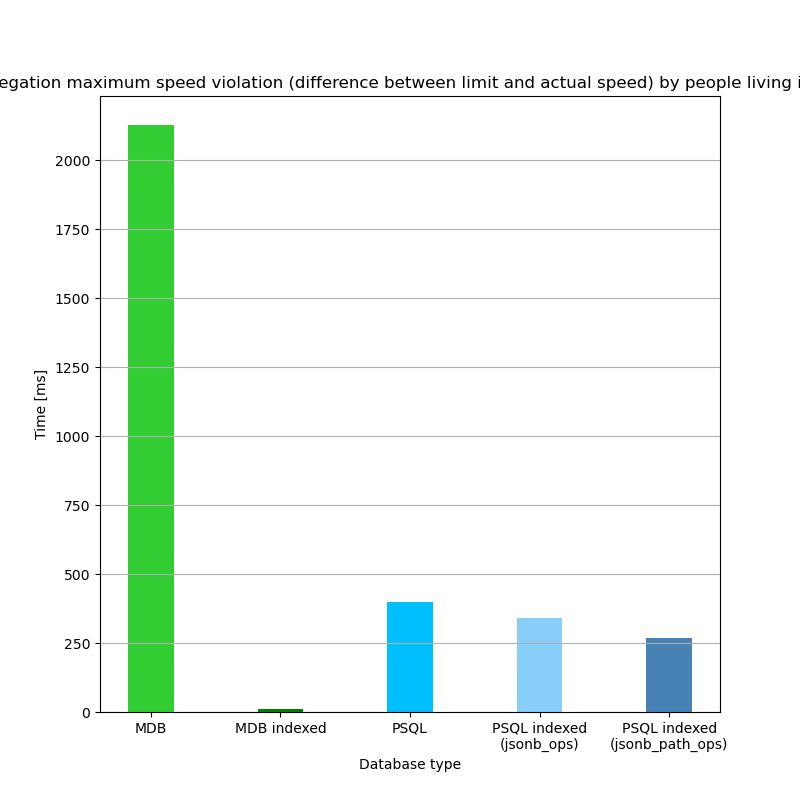 egation maximum speed violation (difference between limit and actual speed) by people living i
2000
1750
1500
1250
1000
750
500
250
0
Time [ms]
MDB
MDB indexed
PSQL
PSQL indexed
(jsonb_ops)
PSQL indexed
(jsonb_path_ops)
Database type